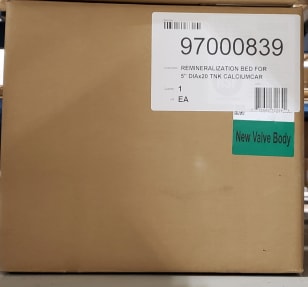 97000839
REMINERALIZATION BED FOR
5" DIAx20 TNK CALCIUMCAR
1
EA
New Valve Body